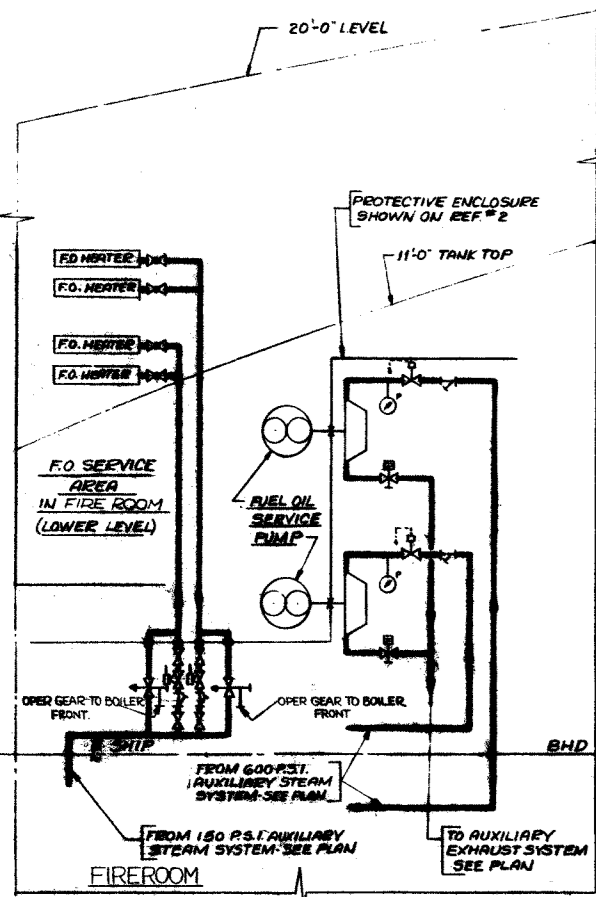 20'-0" LEVEL
PROTECTIVE ENCLOSURE
SHOWN ON REF. #2
11'-0" TANK TOP
F.O. HEATER
F.O. HEATER
F.O. HEATER
F.O. HEATER
P
F.O. SERVICE
AREA
IN FIRE ROOM
(LOWER LEVEL)
FUEL OIL
SERVICE
PUMP
P
OPER GEAR TO BOILER
FRONT.
OPER GEAR TO BOILER
FRONT
SHIP
BHD
FROM 600 P.S.I.
AUXILIARY STEAM
SYSTEM-SEE PLAN
FROM 150 P.S.I. AUXILIARY
STEAM SYSTEM-SEE PLAN
TO AUXILIARY
EXHAUST SYSTEM
SEE PLAN
FIREROOM